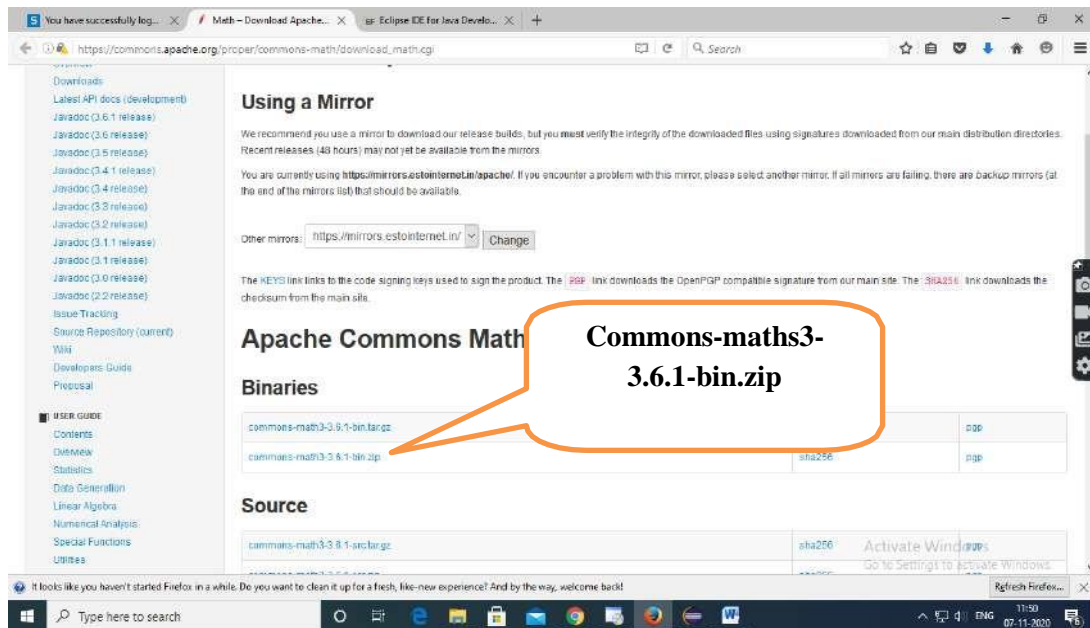 You have successfully log...
Math – Download Apache...
Eclipse IDE for Java Develo...
https://commons.apache.org/proper/commons-math/download_math.cgi
Search
Overview
Downloads
Latest API docs (development)
Javadoc (3.6.1 release)
Javadoc (3.6 release)
Javadoc (3.5 release)
Javadoc (3.4.1 release)
Javadoc (3.4 release)
Javadoc (3.3 release)
Javadoc (3.2 release)
Javadoc (3.1.1 release)
Javadoc (3.1 release)
Javadoc (3.0 release)
Javadoc (2.2 release)
Issue Tracking
Source Repository (current)
Wiki
Developers Guide
Proposal
USER GUIDE
Contents
Overview
Statistics
Data Generation
Linear Algebra
Numerical Analysis
Special Functions
Utilities
Using a Mirror
We recommend you use a mirror to download our release builds, but you must verify the integrity of the downloaded files using signatures downloaded from our main distribution directories.
Recent releases (48 hours) may not yet be available from the mirrors.
You are currently using https://mirrors.estointernet.in/apache/. If you encounter a problem with this mirror, please select another mirror. If all mirrors are failing, there are backup mirrors (at
the end of the mirrors list) that should be available.
Other mirrors: https://mirrors.estointernet.in/ Change
The KEYS link links to the code signing keys used to sign the product. The PGP link downloads the OpenPGP compatible signature from our main site. The SHA256 link downloads the
checksum from the main site.
Apache Commons Math
Commons-maths3-
3.6.1-bin.zip
Binaries
commons-math3-3.6.1-bin.tar.gz pgp
commons-math3-3.6.1-bin.zip sha256 pgp
Source
commons-math3-3.6.1-src.tar.gz sha256 pgp
Activate Windows
Go to Settings to activate Windows.
It looks like you haven't started Firefox in a while. Do you want to clean it up for a fresh, like-new experience? And by the way, welcome back!
Refresh Firefox...
Type here to search
ENG
11:50
07-11-2020